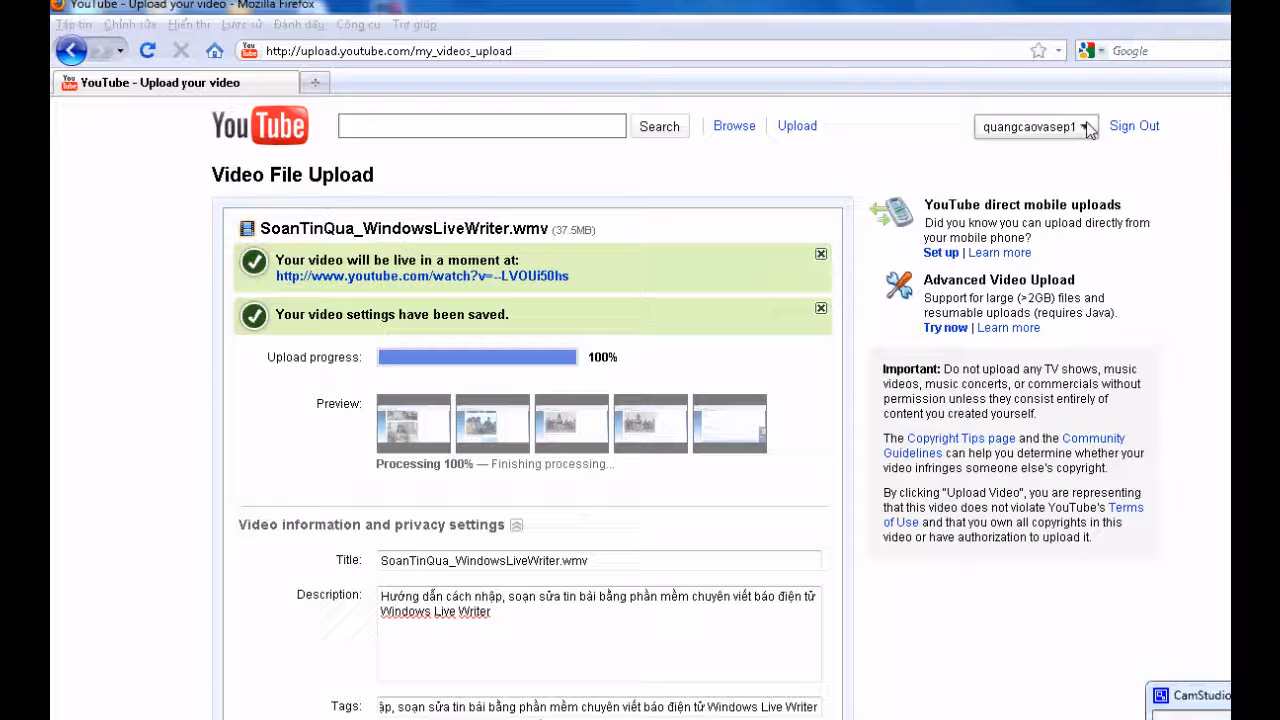 YouTube - Upload your video - Mozilla Firefox
Tập tin Chỉnh sửa Hiển thị Lược sử Đánh dấu Công cụ Trợ giúp
http://upload.youtube.com/my_videos_upload
Google
YouTube - Upload your video
YouTube
Search
Browse
Upload
quangcaovasep1
Sign Out
Video File Upload
SoanTinQua_WindowsLiveWriter.wmv (37.5MB)
Your video will be live in a moment at:
http://www.youtube.com/watch?v=--LVOUi50hs
Your video settings have been saved.
Upload progress: 100%
Preview:
Processing 100% — Finishing processing...
Video information and privacy settings
Title: SoanTinQua_WindowsLiveWriter.wmv
Description: Hướng dẫn cách nhập, soạn sửa tin bài bằng phần mềm chuyên viết báo điện tử
Windows Live Writer
Tags: ập, soạn sửa tin bài bằng phần mềm chuyên viết báo điện tử Windows Live Writer
YouTube direct mobile uploads
Did you know you can upload directly from
your mobile phone?
Set up | Learn more
Advanced Video Upload
Support for large (>2GB) files and
resumable uploads (requires Java).
Try now | Learn more
Important: Do not upload any TV shows, music
videos, music concerts, or commercials without
permission unless they consist entirely of
content you created yourself.
The Copyright Tips page and the Community
Guidelines can help you determine whether your
video infringes someone else's copyright.
By clicking "Upload Video", you are representing
that this video does not violate YouTube's Terms
of Use and that you own all copyrights in this
video or have authorization to upload it.
CamStudio